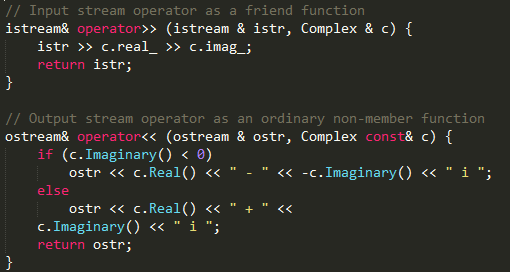 // Input stream operator as a friend function
istream& operator>> (istream & istr, Complex & c) {
    istr >> c.real_ >> c.imag_;
    return istr;
}

// Output stream operator as an ordinary non-member function
ostream& operator<< (ostream & ostr, Complex const& c) {
    if (c.Imaginary() < 0)
        ostr << c.Real() << " - " << -c.Imaginary() << " i ";
    else
        ostr << c.Real() << " + " <<
    c.Imaginary() << " i ";
    return ostr;
}